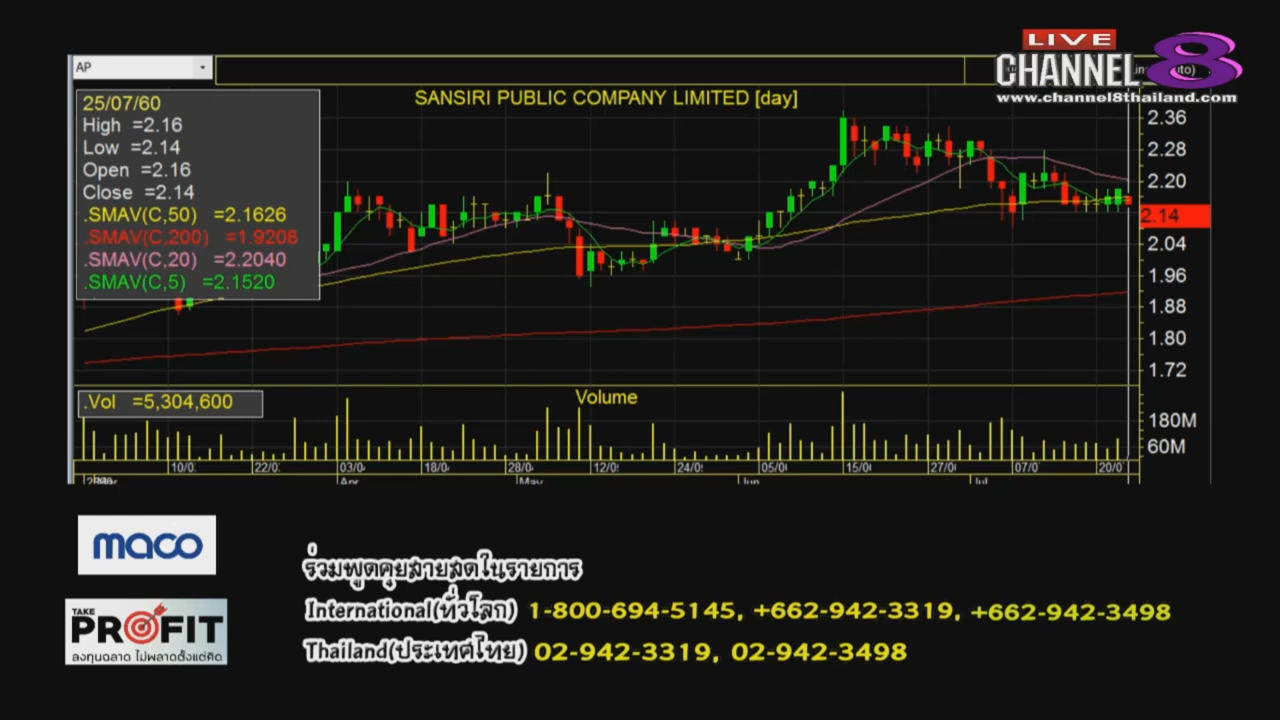 AP
LIVE
CHANNEL 8
www.channel8thailand.com
SANSIRI PUBLIC COMPANY LIMITED [day]
25/07/60
High =2.16
Low =2.14
Open =2.16
Close =2.14
.SMAV(C,50) =2.1626
.SMAV(C,200) =1.9208
.SMAV(C,20) =2.2040
.SMAV(C,5) =2.1520
2.36
2.28
2.20
2.14
2.04
1.96
1.88
1.80
1.72
.Vol =5,304,600
Volume
180M
60M
10/0 22/0 03/0 18/0 28/0 12/0 24/0 05/0 15/0 27/0 07/0 20/0
Apr May Jun Jul
maco
TAKE
PROFIT
ลงทุนฉลาด ไม่พลาดตั้งแต่คิด
ร่วมพูดคุยสายสดในรายการ
International(ทั่วโลก) 1-800-694-5145, +662-942-3319, +662-942-3498
Thailand(ประเทศไทย) 02-942-3319, 02-942-3498